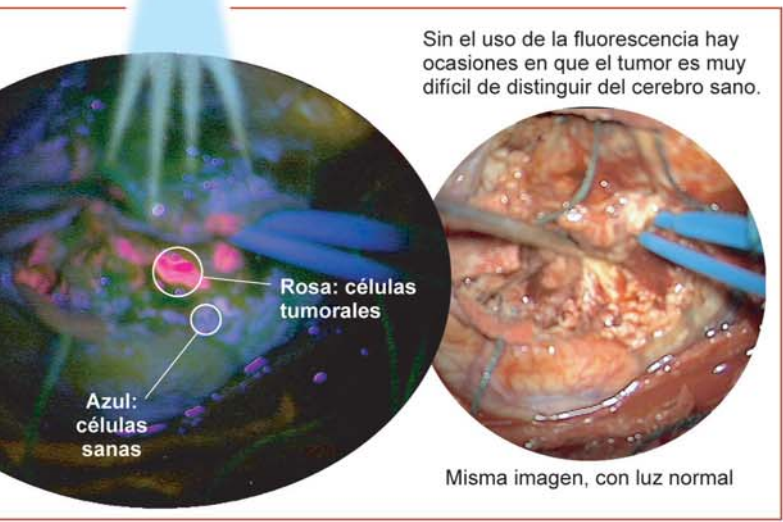 Sin el uso de la fluorescencia hay
ocasiones en que el tumor es muy
difícil de distinguir del cerebro sano.
Rosa: células
tumorales
Azul:
células
sanas
Misma imagen, con luz normal